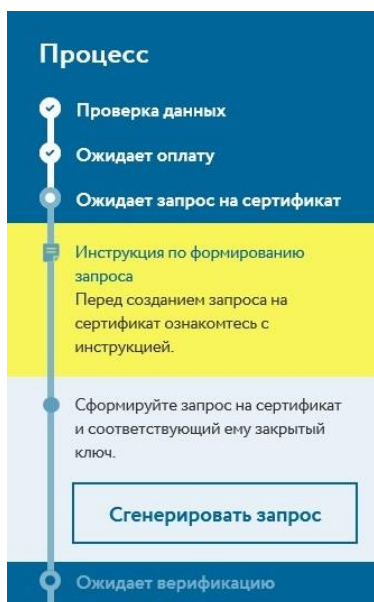 Процесс
Проверка данных
Ожидает оплату
Ожидает запрос на сертификат
Инструкция по формированию
запроса
Перед созданием запроса на
сертификат ознакомтесь с
инструкцией.
Сформируйте запрос на сертификат
и соответствующий ему закрытый
ключ.
Сгенерировать запрос
Ожидает верификацию